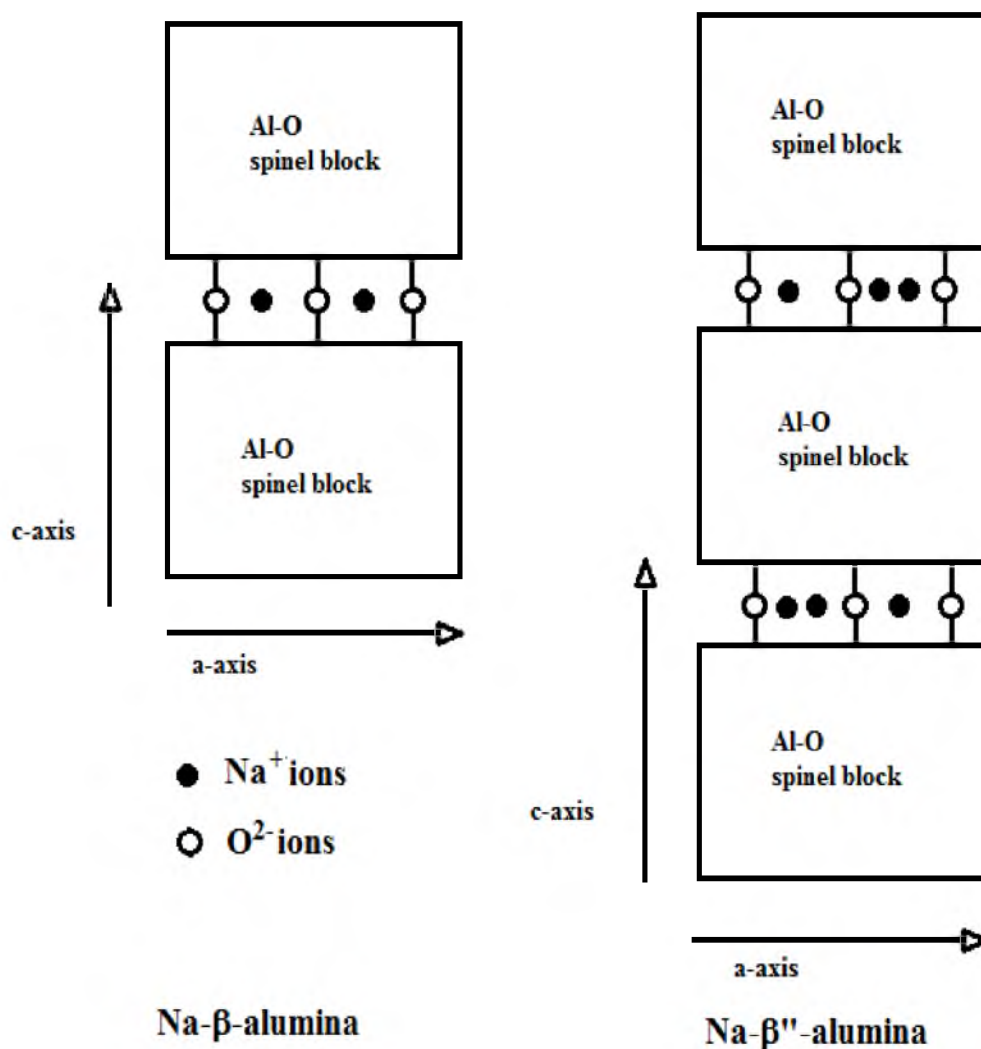 Al-O
spinel block
Al-O
spinel block
c-axis
a-axis
Na+ ions
O2- ions
Na-β-alumina
Al-O
spinel block
Al-O
spinel block
Al-O
spinel block
c-axis
a-axis
Na-β"-alumina